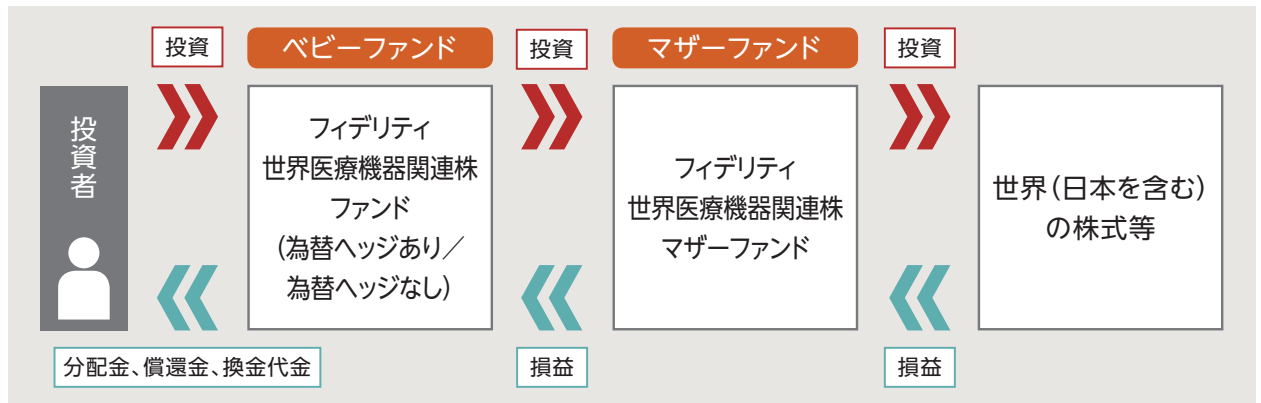 投資
ベビーファンド
投資
マザーファンド
投資
投資者
フィデリティ
世界医療機器関連株
ファンド
(為替ヘッジあり／
為替ヘッジなし)
フィデリティ
世界医療機器関連株
マザーファンド
世界(日本を含む)
の株式等
分配金、償還金、換金代金
損益
損益